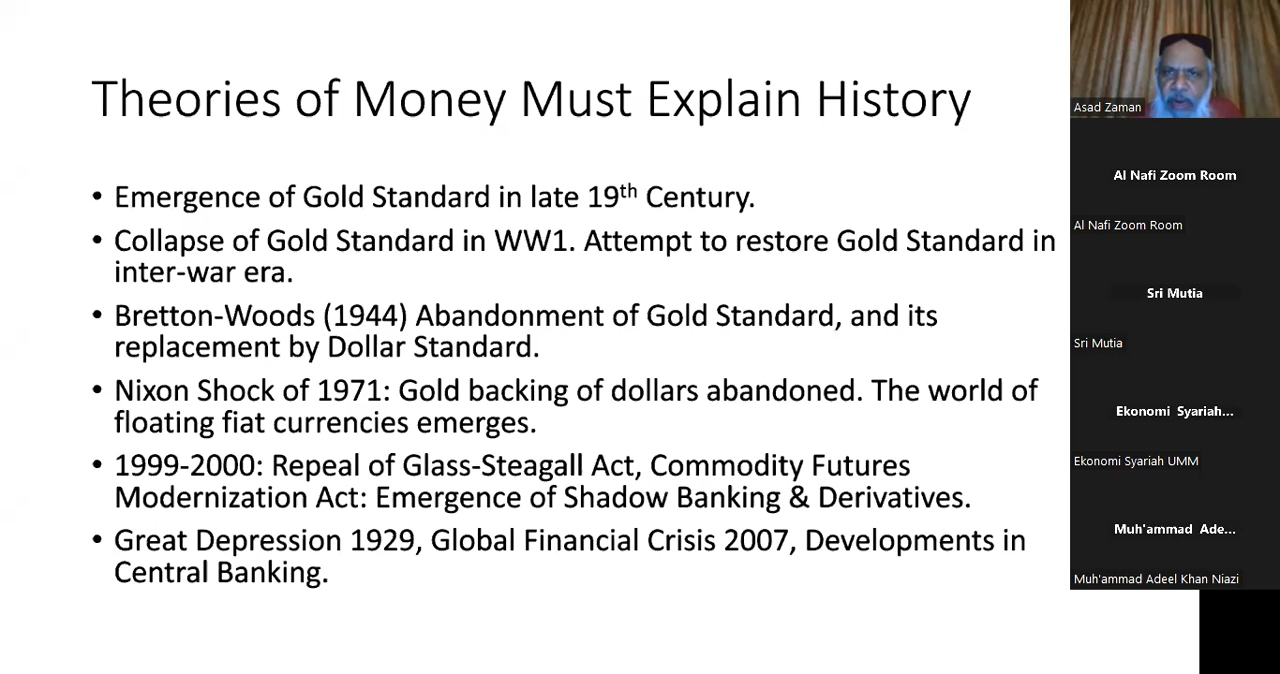 Theories of Money Must Explain History
• Emergence of Gold Standard in late 19th Century.
• Collapse of Gold Standard in WW1. Attempt to restore Gold Standard in
inter-war era.
• Bretton-Woods (1944) Abandonment of Gold Standard, and its
replacement by Dollar Standard.
• Nixon Shock of 1971: Gold backing of dollars abandoned. The world of
floating fiat currencies emerges.
• 1999-2000: Repeal of Glass-Steagall Act, Commodity Futures
Modernization Act: Emergence of Shadow Banking & Derivatives.
• Great Depression 1929, Global Financial Crisis 2007, Developments in
Central Banking.
Asad Zaman
Al Nafi Zoom Room
Al Nafi Zoom Room
Sri Mutia
Sri Mutia
Ekonomi Syariah...
Ekonomi Syariah UMM
Muh'ammad Ade...
Muh'ammad Adeel Khan Niazi